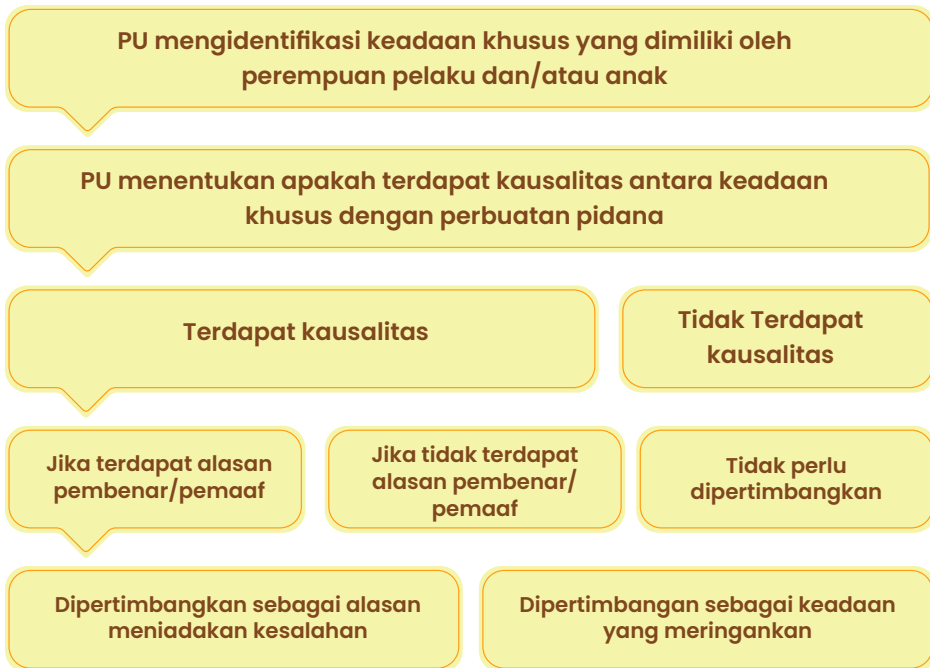 PU mengidentifikasi keadaan khusus yang dimiliki oleh
perempuan pelaku dan/atau anak
PU menentukan apakah terdapat kausalitas antara keadaan
khusus dengan perbuatan pidana
Terdapat kausalitas
Tidak Terdapat
kausalitas
Jika terdapat alasan
pembenar/pemaaf
Jika tidak terdapat
alasan pembenar/
pemaaf
Tidak perlu
dipertimbangkan
Dipertimbangkan sebagai alasan
meniadakan kesalahan
Dipertimbangan sebagai keadaan
yang meringankan